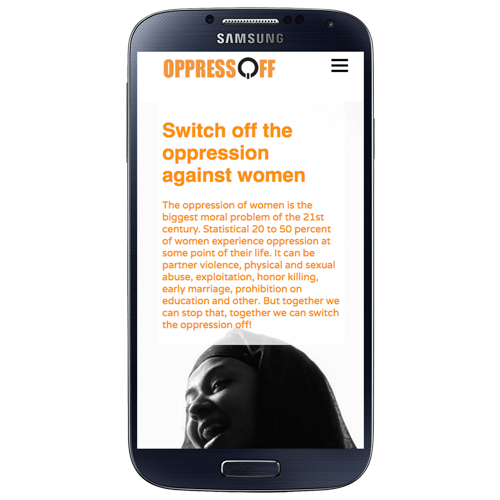 SAMSUNG
OPPRESS OFF
Switch off the
oppression
against women
The oppression of women is the
biggest moral problem of the 21st
century. Statistical 20 to 50 percent
of women experience oppression at
some point of their life. It can be
partner violence, physical and sexual
abuse, exploitation, honor killing,
early marriage, prohibition on
education and other. But together we
can stop that, together we can switch
the oppression off!